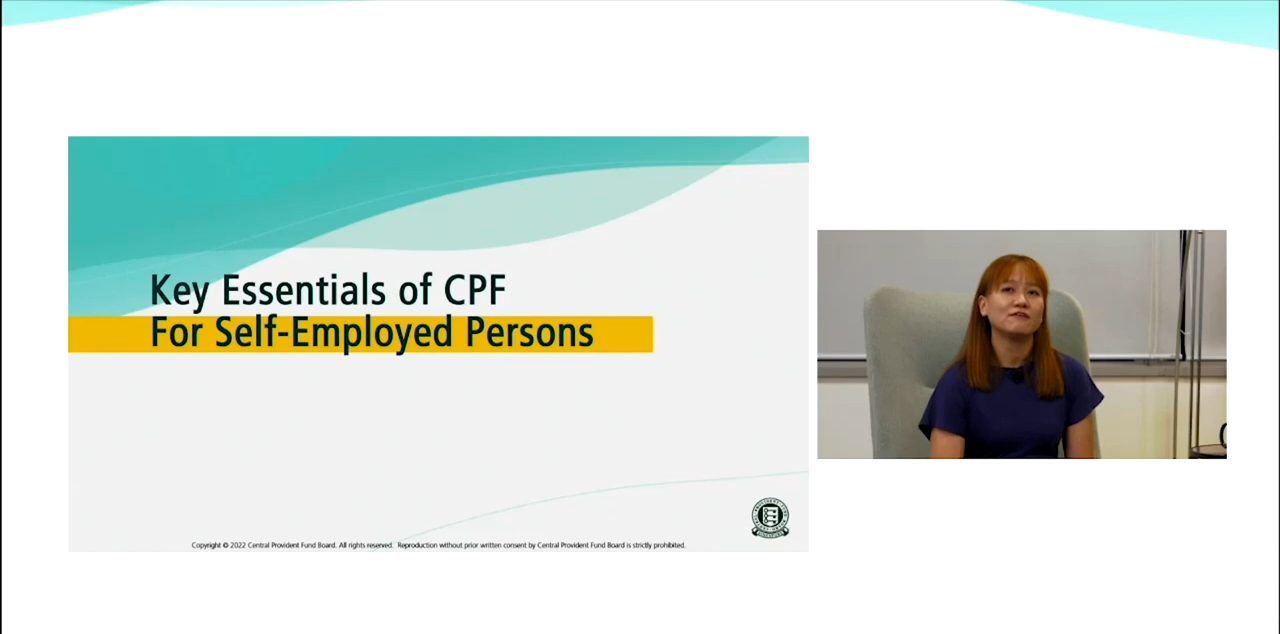 Key Essentials of CPF
For Self-Employed Persons
Copyright © 2022 Central Provident Fund Board. All rights reserved. Reproduction without prior written consent by Central Provident Fund Board is strictly prohibited.